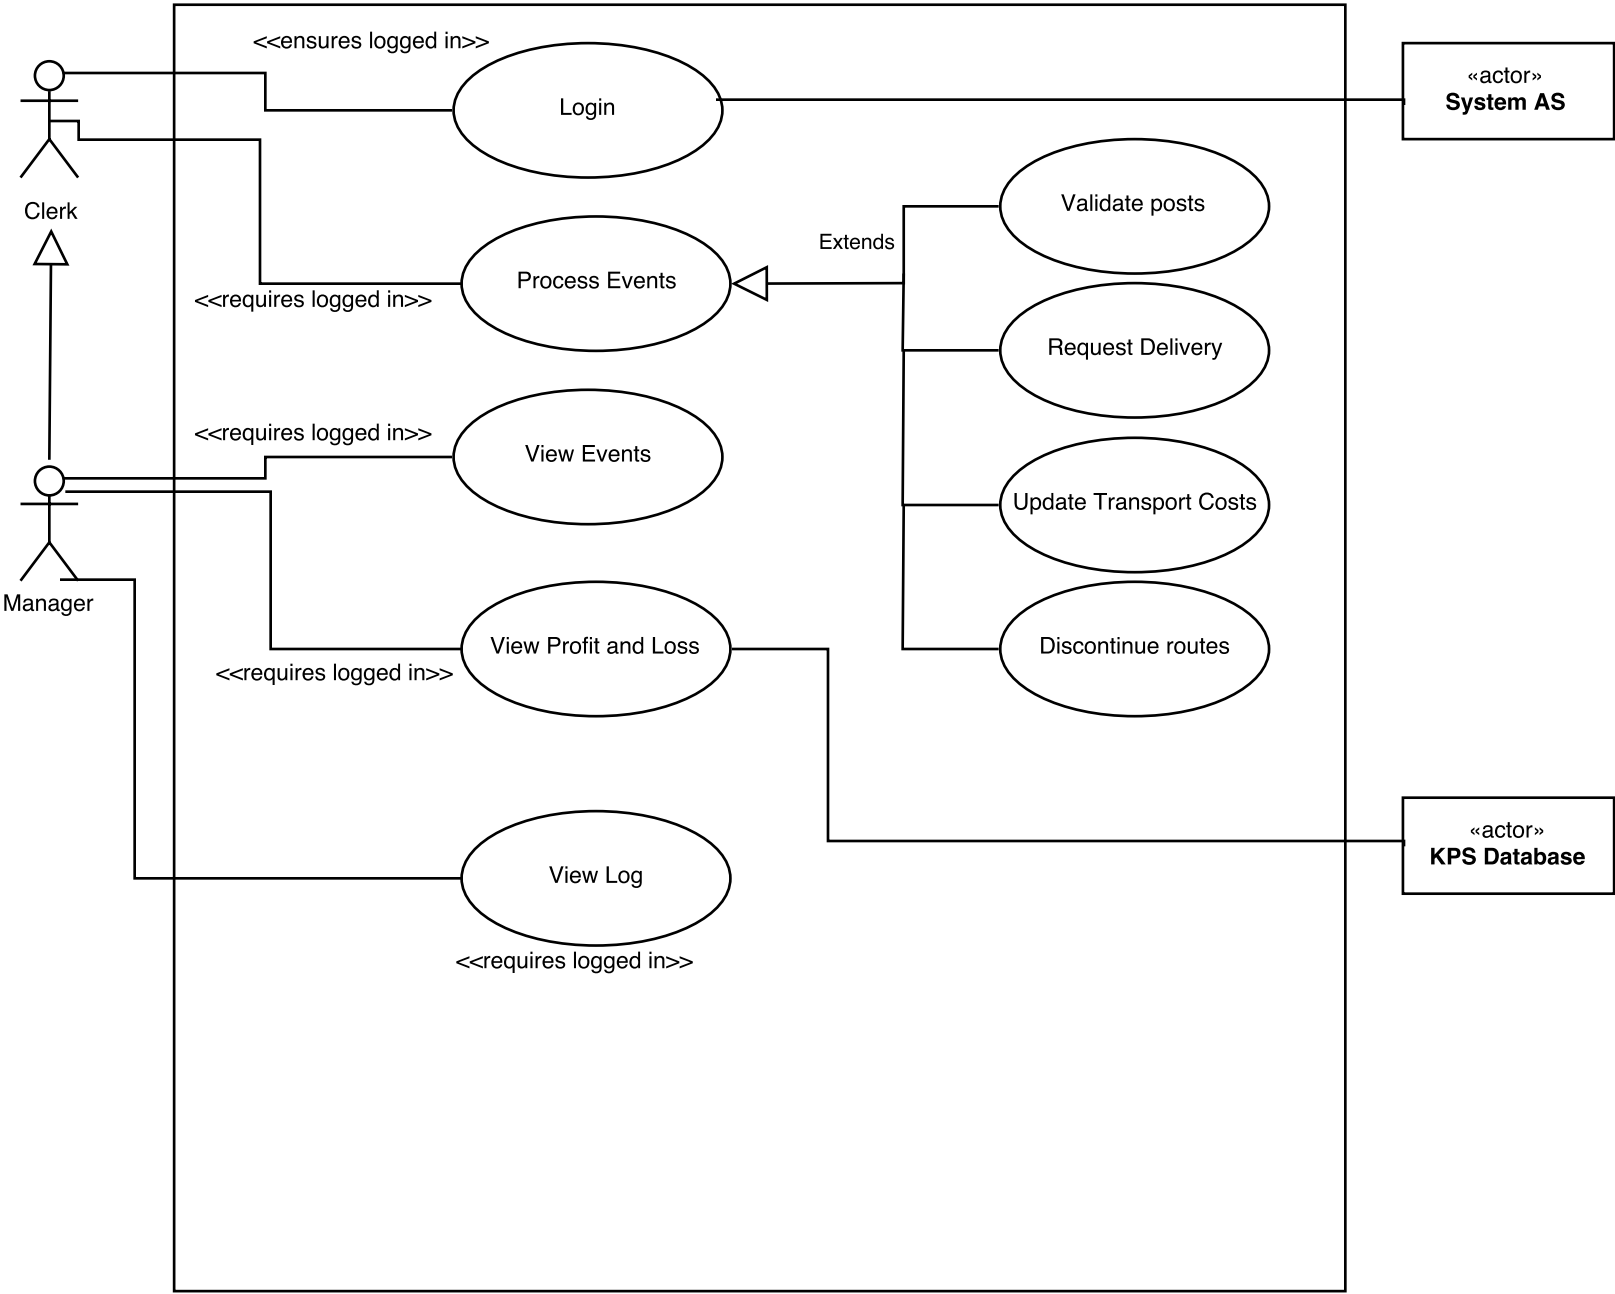 <<ensures logged in>>
Login
«actor»
System AS
Clerk
Validate posts
Extends
Process Events
<<requires logged in>>
Request Delivery
<<requires logged in>>
View Events
Update Transport Costs
Manager
View Profit and Loss
Discontinue routes
<<requires logged in>>
«actor»
KPS Database
View Log
<<requires logged in>>